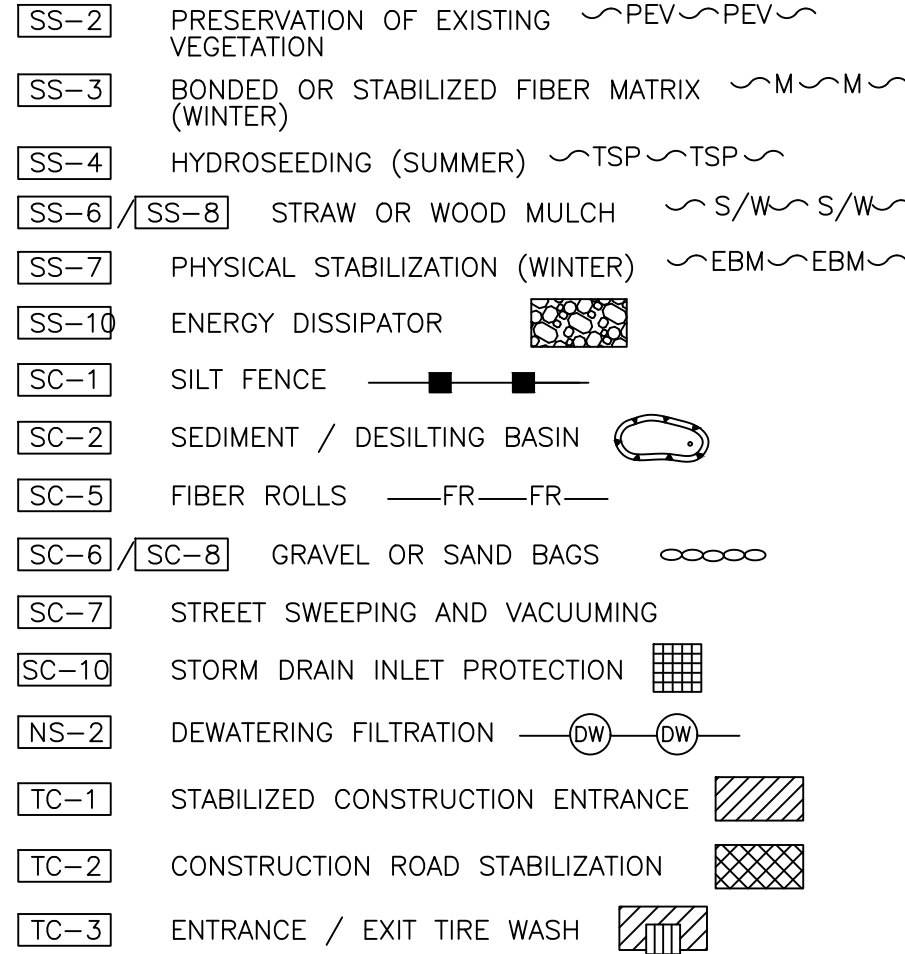 SS-2 PRESERVATION OF EXISTING PEV PEV
VEGETATION
SS-3 BONDED OR STABILIZED FIBER MATRIX M M
(WINTER)
SS-4 HYDROSEEDING (SUMMER) TSP TSP
SS-6 / SS-8 STRAW OR WOOD MULCH S/W S/W
SS-7 PHYSICAL STABILIZATION (WINTER) EBM EBM
SS-10 ENERGY DISSIPATOR
SC-1 SILT FENCE
SC-2 SEDIMENT / DESILTING BASIN
SC-5 FIBER ROLLS FR FR
SC-6 / SC-8 GRAVEL OR SAND BAGS
SC-7 STREET SWEEPING AND VACUUMING
SC-10 STORM DRAIN INLET PROTECTION
NS-2 DEWATERING FILTRATION DW DW
TC-1 STABILIZED CONSTRUCTION ENTRANCE
TC-2 CONSTRUCTION ROAD STABILIZATION
TC-3 ENTRANCE / EXIT TIRE WASH